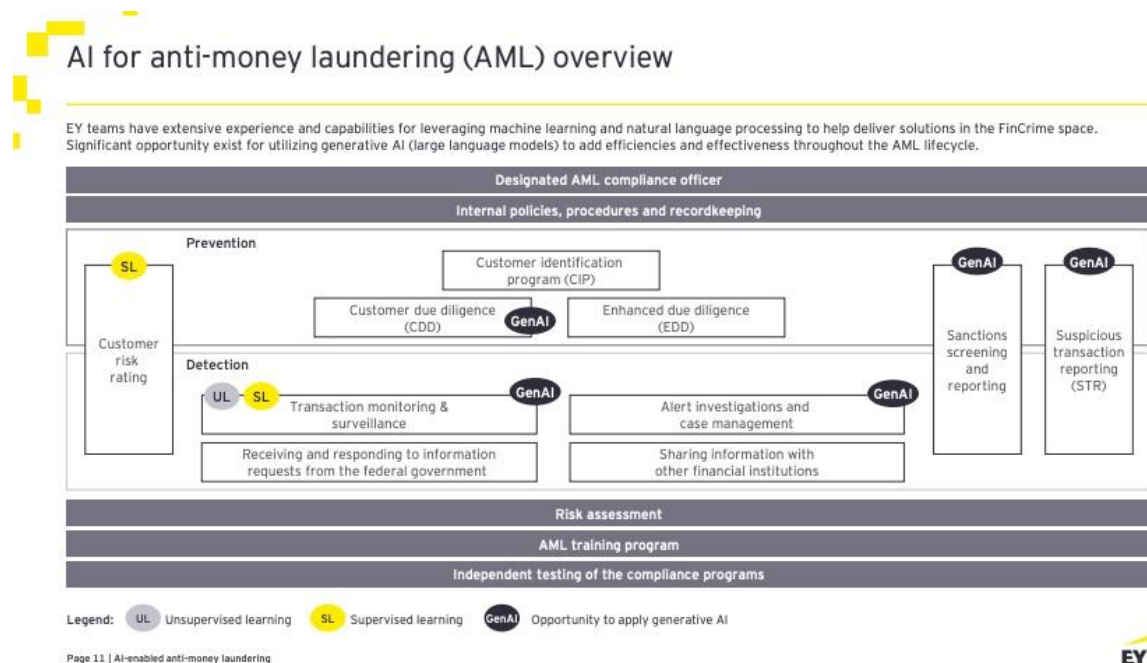 AI for anti-money laundering (AML) overview
EY teams have extensive experience and capabilities for leveraging machine learning and natural language processing to help deliver solutions in the FinCrime space.
Significant opportunity exist for utilizing generative AI (large language models) to add efficiencies and effectiveness throughout the AML lifecycle.
Designated AML compliance officer
Internal policies, procedures and recordkeeping
Prevention
SL
Customer
risk
rating
Customer identification
program (CIP)
Customer due diligence
(CDD)
GenAI
Enhanced due diligence
(EDD)
GenAI
Sanctions
screening
and
reporting
GenAI
Suspicious
transaction
reporting
(STR)
Detection
UL
SL
GenAI
Transaction monitoring &
surveillance
GenAI
Alert investigations and
case management
Receiving and responding to information
requests from the federal government
Sharing information with
other financial institutions
Risk assessment
AML training program
Independent testing of the compliance programs
Legend:
UL
Unsupervised learning
SL
Supervised learning
GenAI
Opportunity to apply generative AI
Page 11 | AI-enabled anti-money laundering
EY